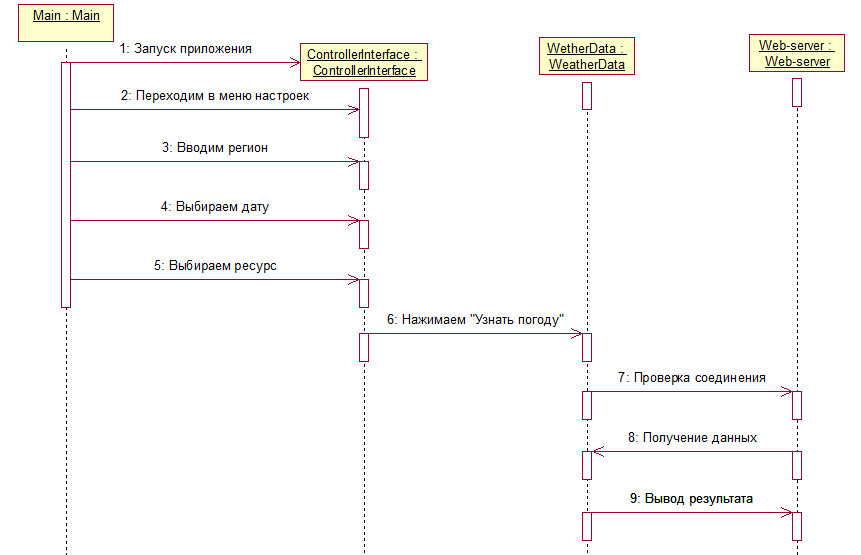 Main : Main
ControllerInterface :
ControllerInterface
WetherData :
WeatherData
Web-server :
Web-server
1: Запуск приложения
2: Переходим в меню настроек
3: Вводим регион
4: Выбираем дату
5: Выбираем ресурс
6: Нажимаем "Узнать погоду"
7: Проверка соединения
8: Получение данных
9: Вывод результата